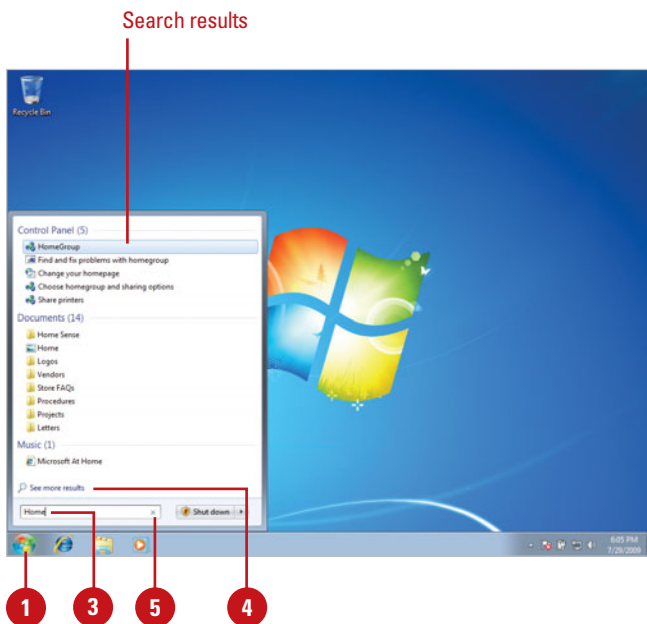 Search results
Recycle Bin
Control Panel (5)
HomeGroup
Find and fix problems with homegroup
Change your homepage
Choose homegroup and sharing options
Share printers
Documents (14)
Home Sense
Home
Logos
Vendors
Store FAQs
Procedures
Projects
Letters
Music (1)
Microsoft At Home
See more results
Home
Shut down
6:05 PM
7/29/2009
1
3
5
4